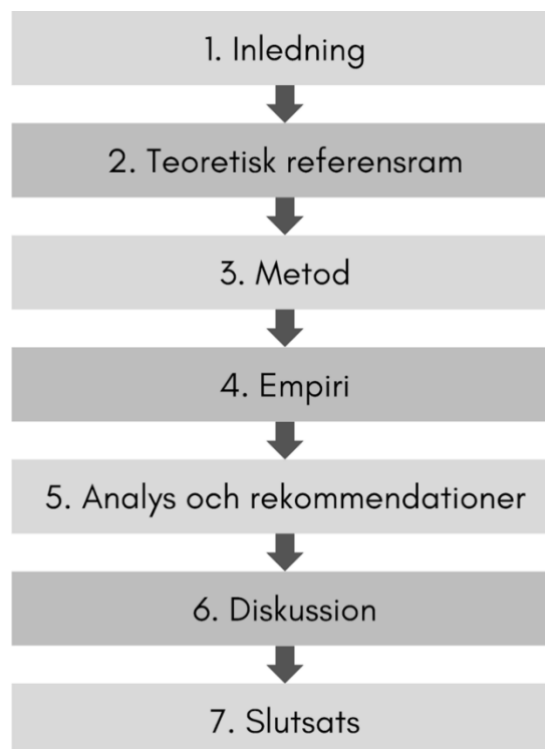 1. Inledning
2. Teoretisk referensram
3. Metod
4. Empiri
5. Analys och rekommendationer
6. Diskussion
7. Slutsats